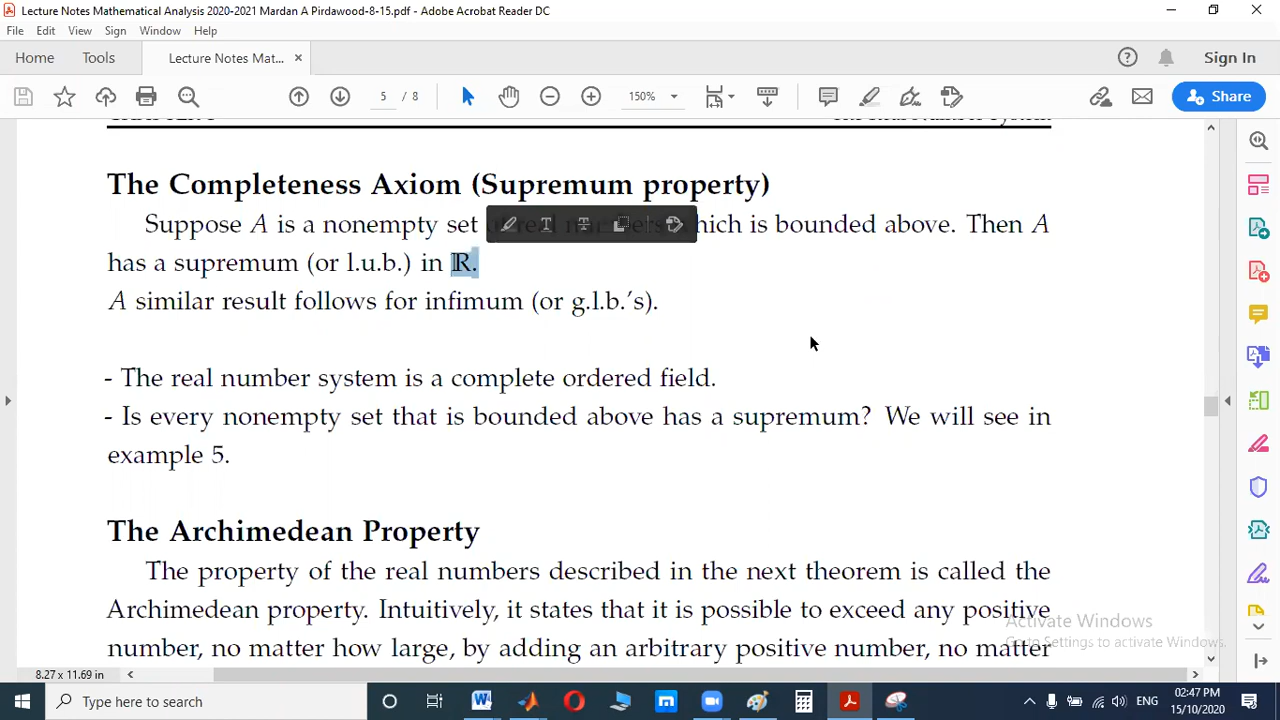 Lecture Notes Mathematical Analysis 2020-2021 Mardan A Pirdawood-8-15.pdf - Adobe Acrobat Reader DC
File Edit View Sign Window Help
Home Tools Lecture Notes Mat... × Sign In
5 / 8 150% Share
The Completeness Axiom (Supremum property)
Suppose A is a nonempty set of real numbers which is bounded above. Then A
has a supremum (or l.u.b.) in ℝ.
A similar result follows for infimum (or g.l.b.'s).
- The real number system is a complete ordered field.
- Is every nonempty set that is bounded above has a supremum? We will see in
example 5.
The Archimedean Property
The property of the real numbers described in the next theorem is called the
Archimedean property. Intuitively, it states that it is possible to exceed any positive
number, no matter how large, by adding an arbitrary positive number, no matter
Activate Windows
Go to Settings to activate Windows.
8.27 x 11.69 in
Type here to search
ENG
02:47 PM
15/10/2020